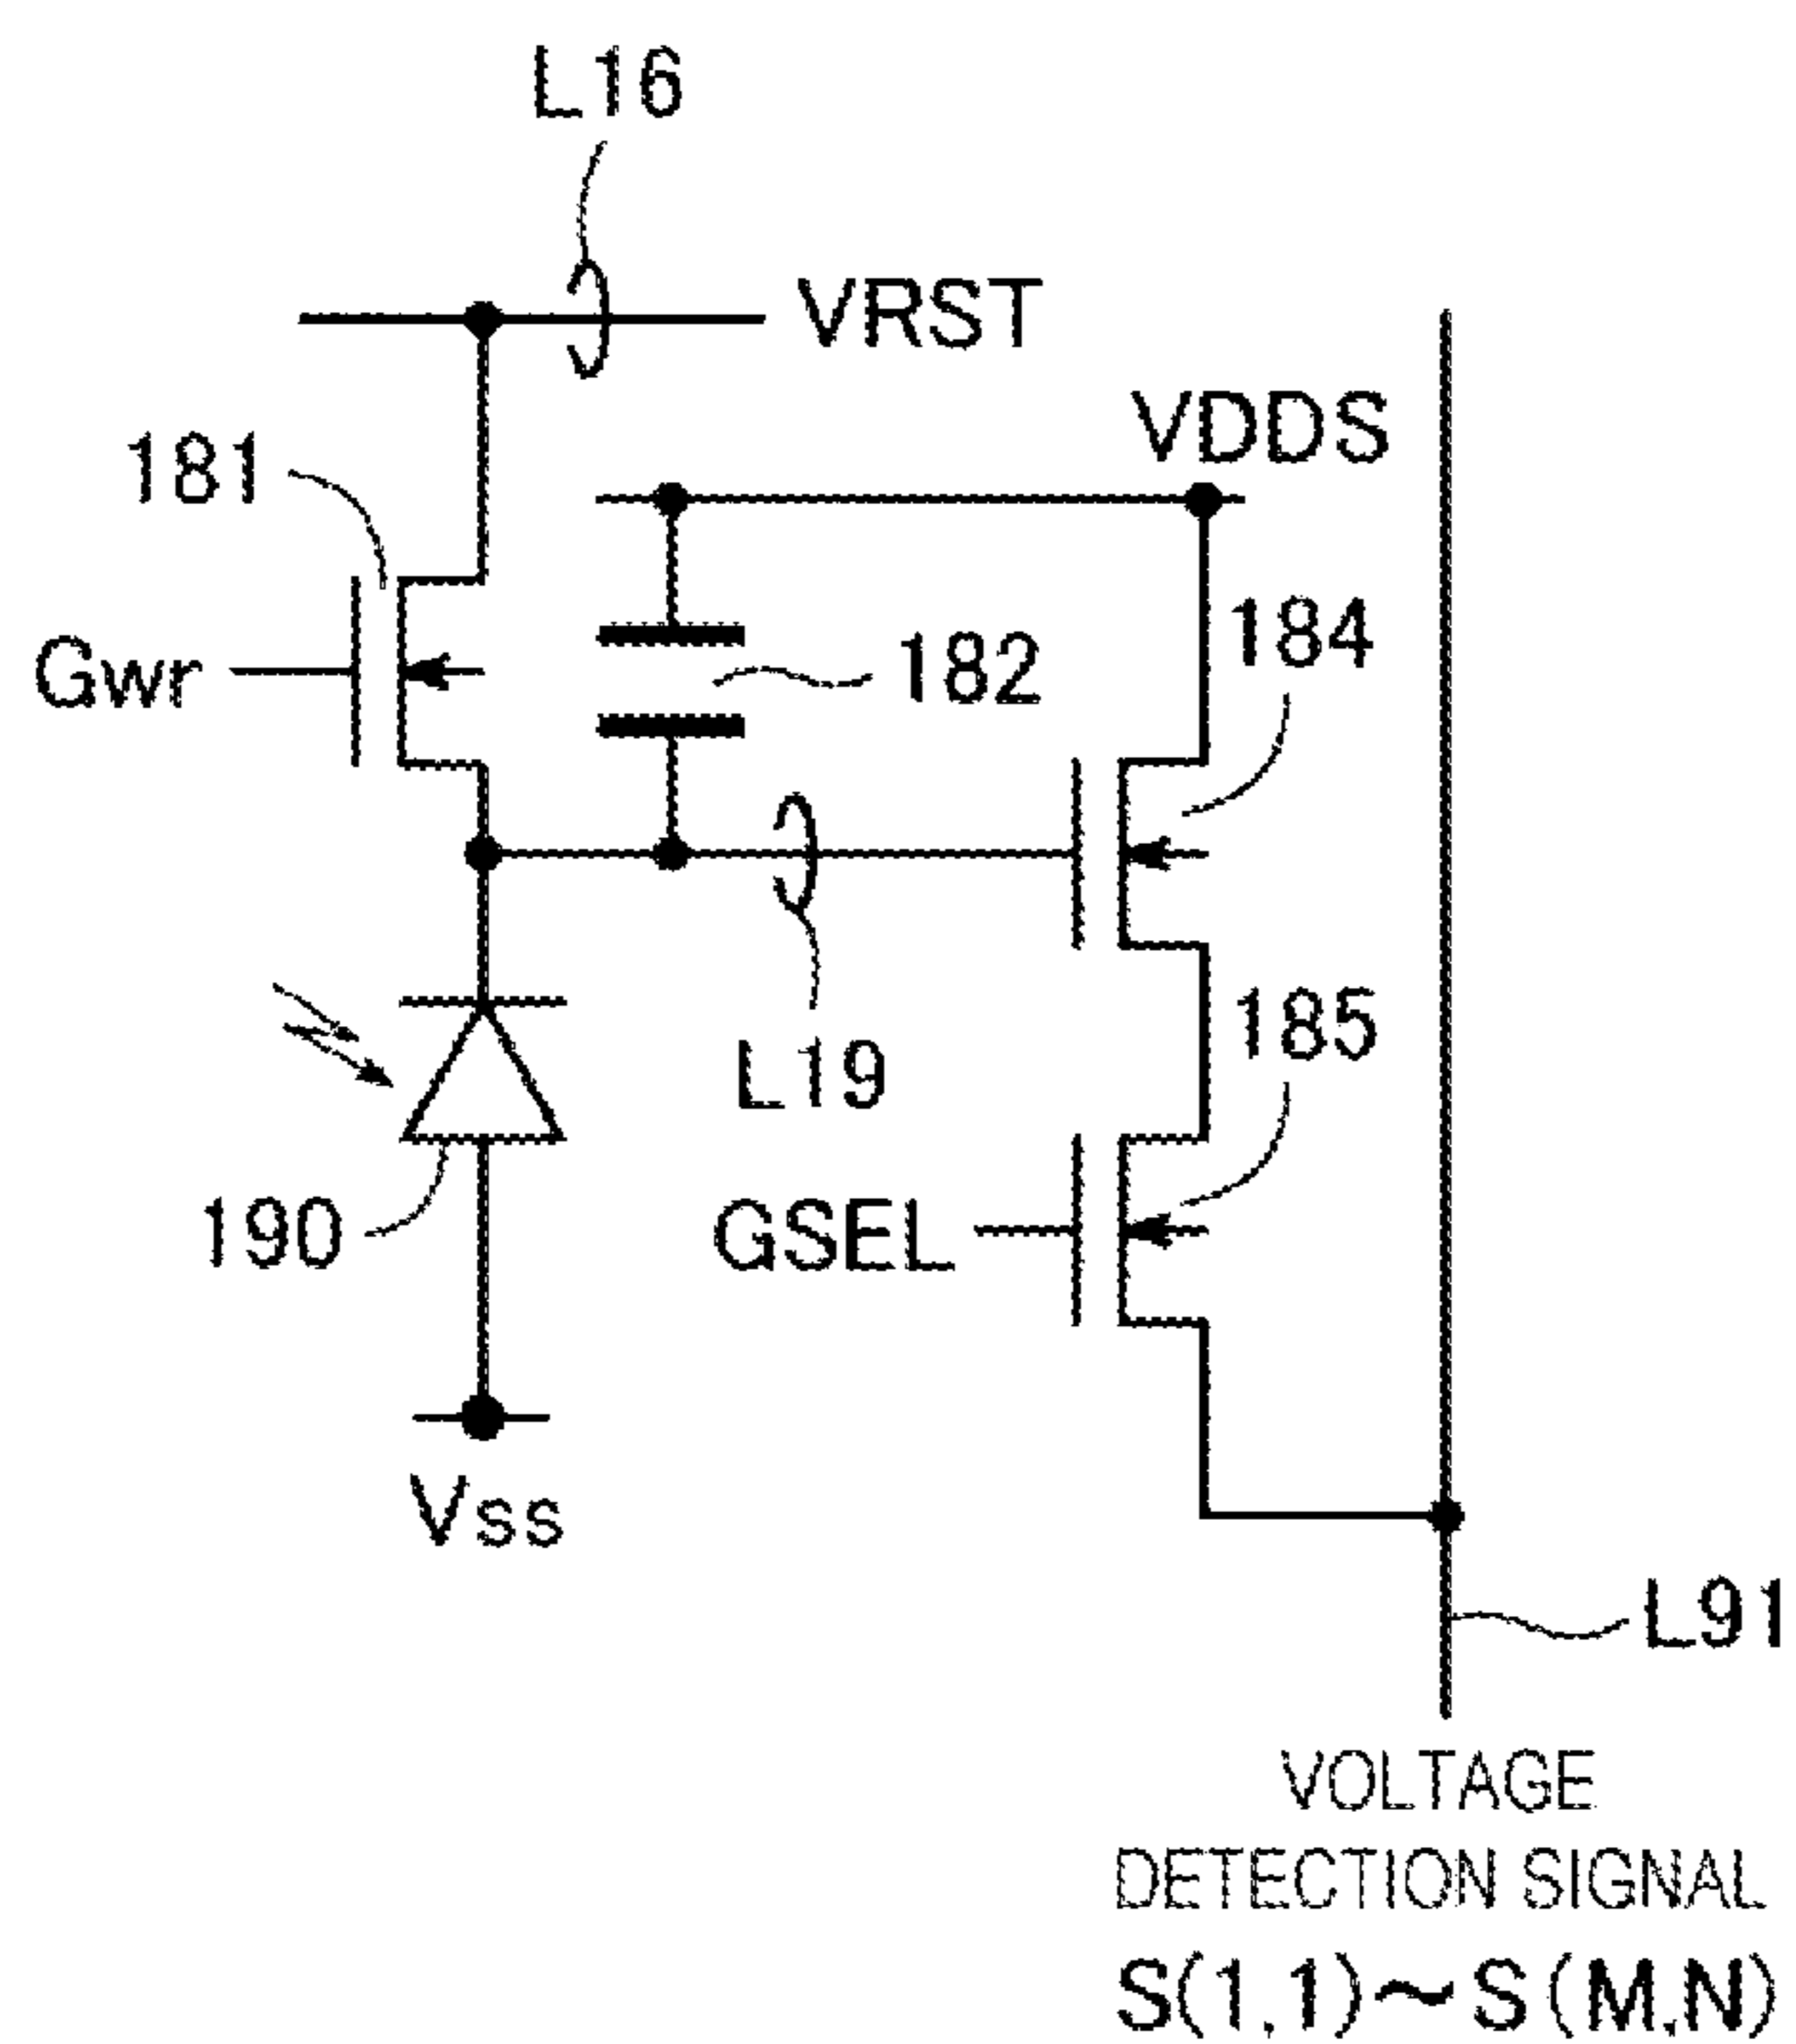 L16
VRST
VDDS
181
184
Gwr
182
L19
185
190
GSEL
Vss
L91
VOLTAGE
DETECTION SIGNAL
S(1,1)~S(M,N)